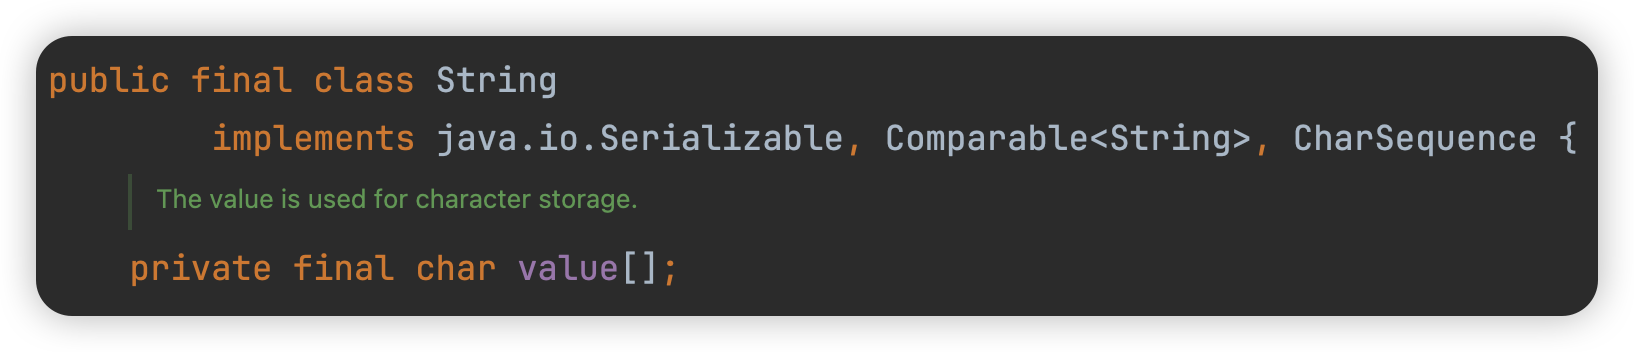 public final class String
implements java.io.Serializable, Comparable<String>, CharSequence {
The value is used for character storage.
private final char value[];